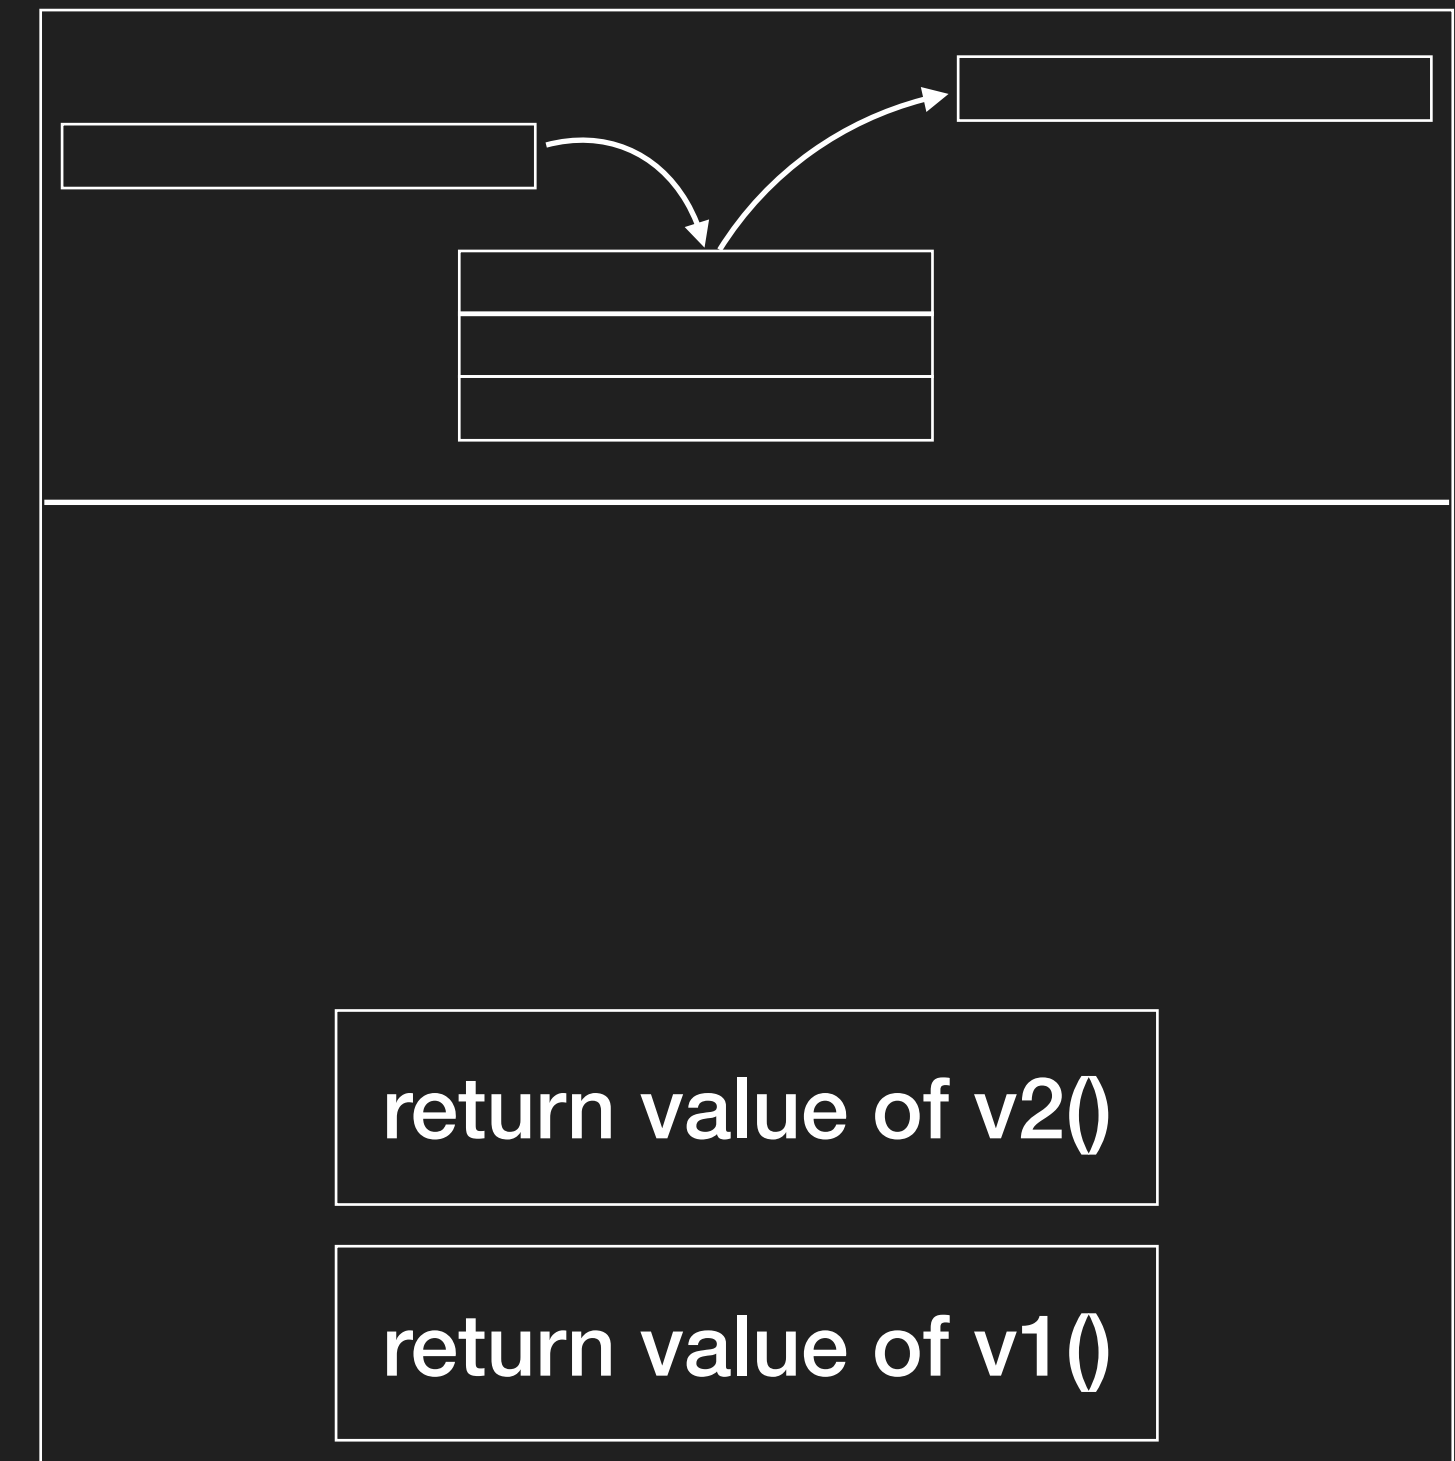 return value of v2()
return value of v1()